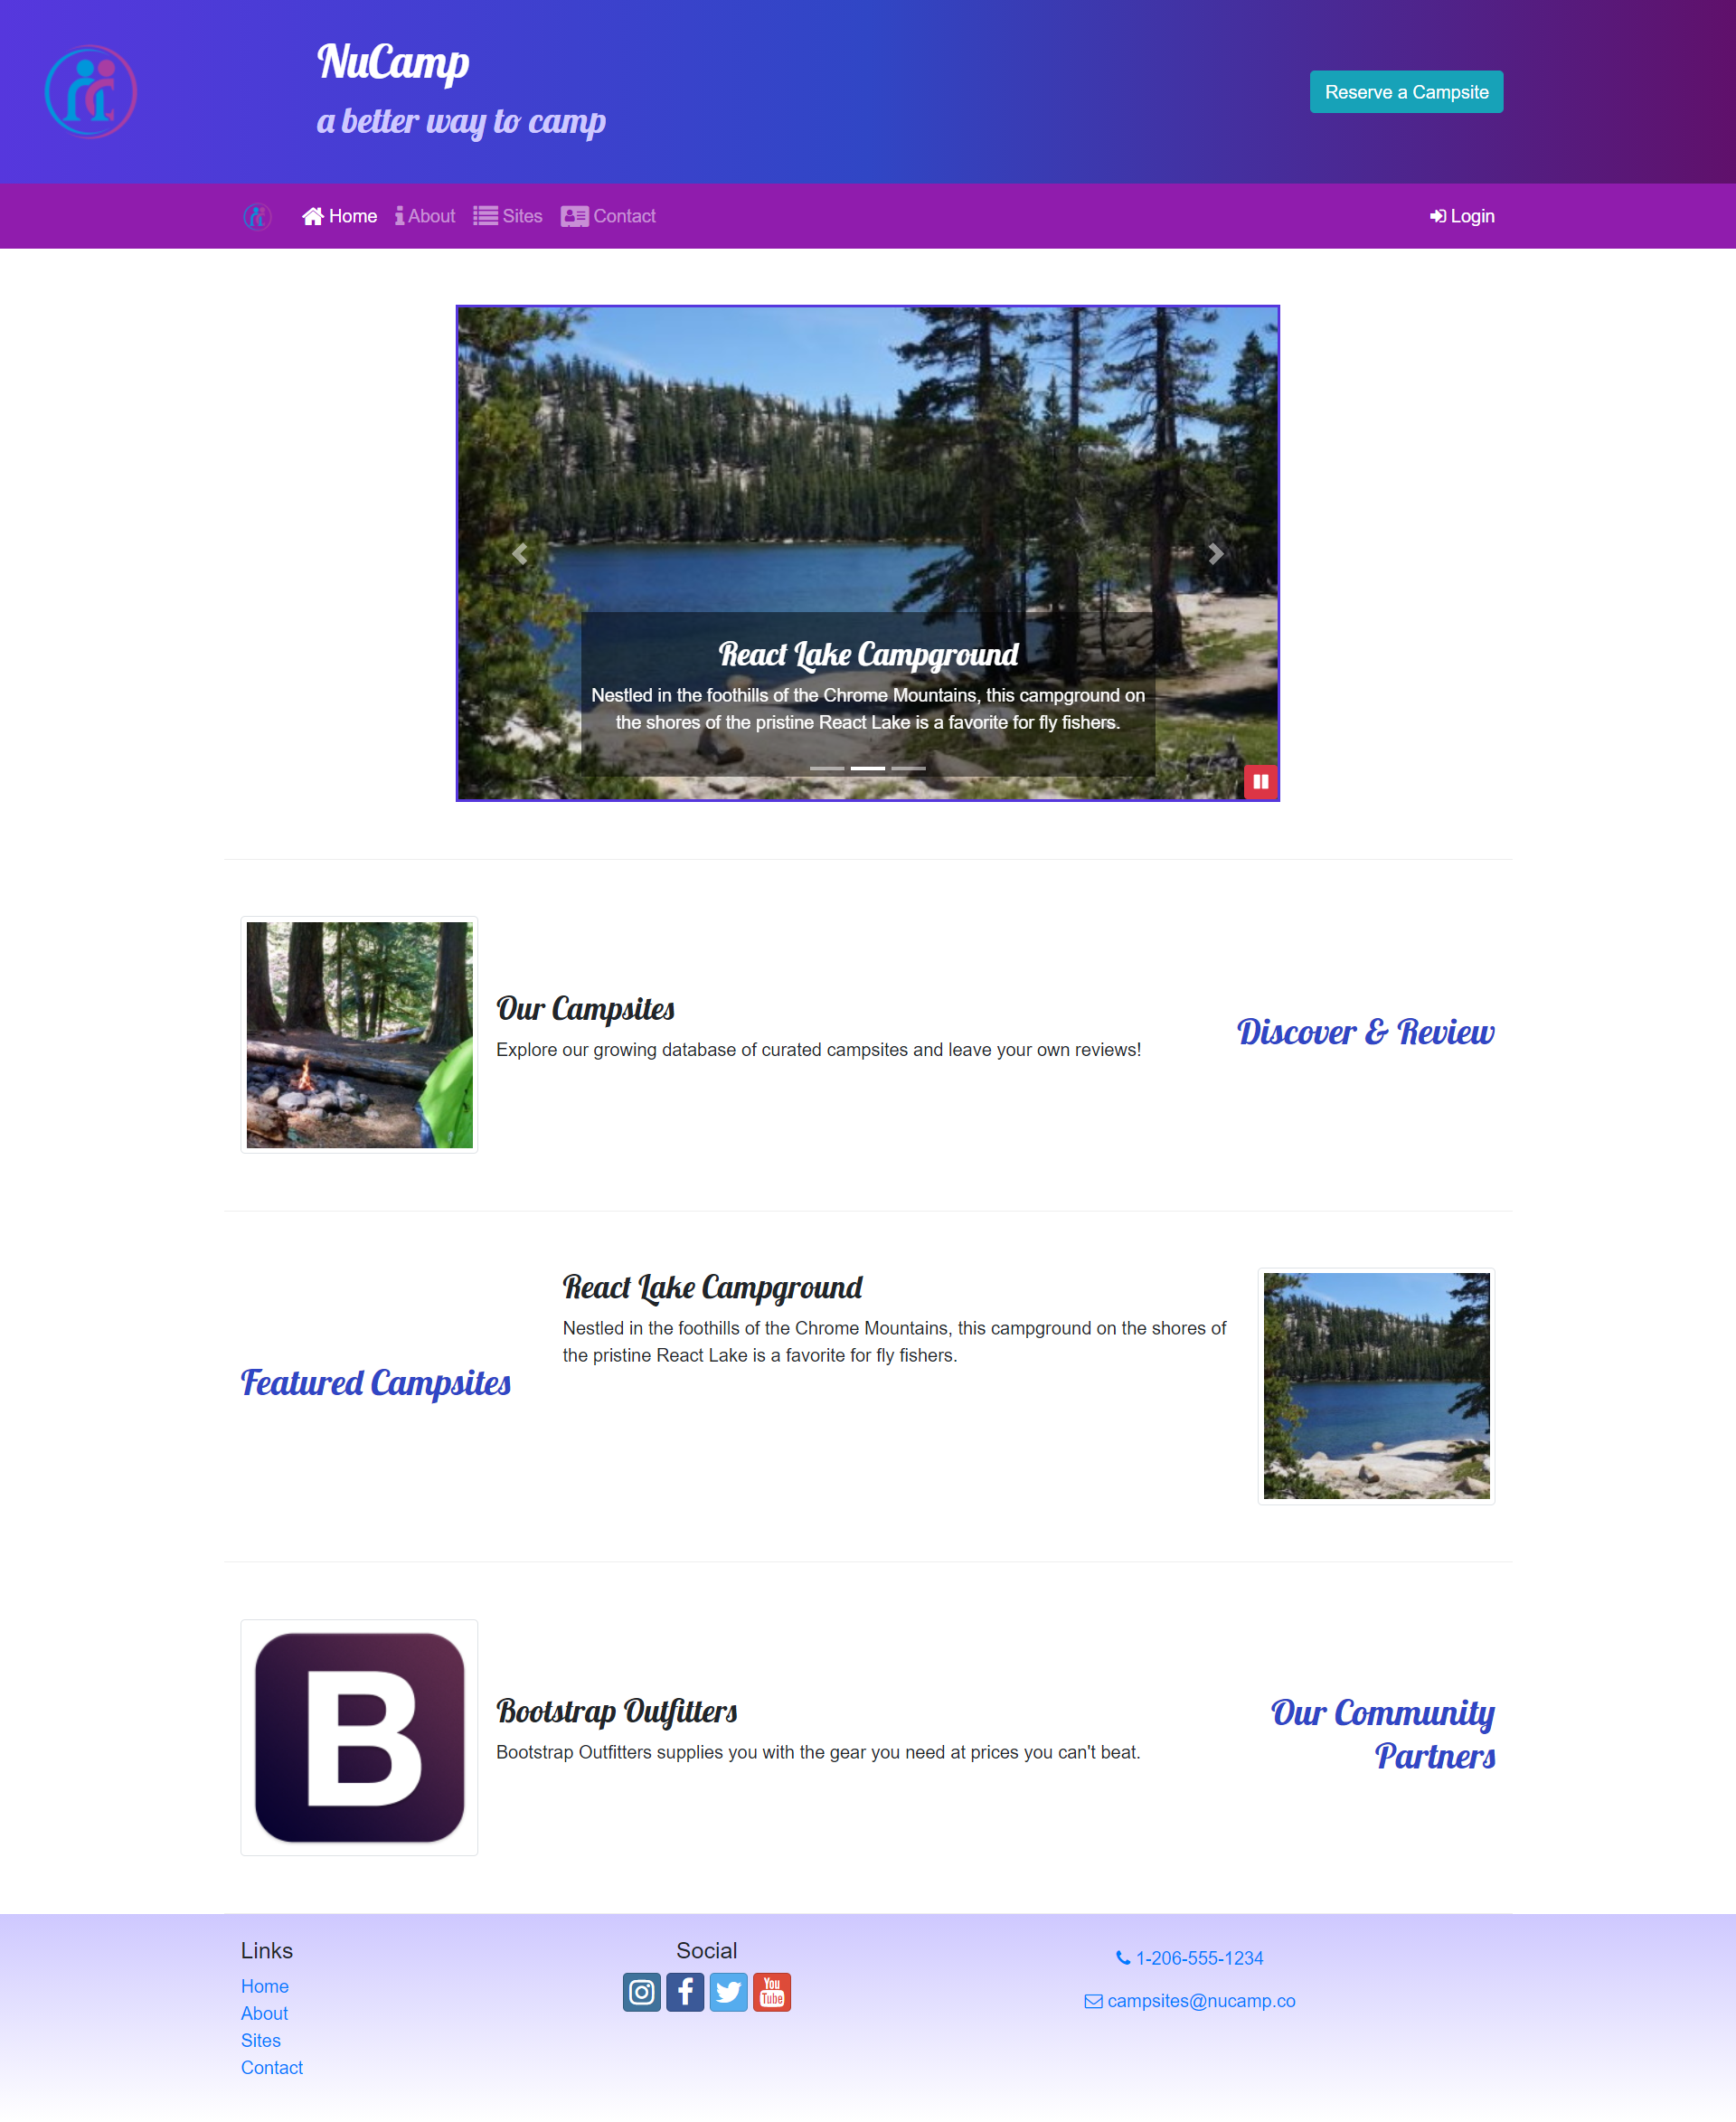 NuCamp
a better way to camp
Reserve a Campsite
Home
About
Sites
Contact
Login
React Lake Campground
Nestled in the foothills of the Chrome Mountains, this campground on
the shores of the pristine React Lake is a favorite for fly fishers.
Our Campsites
Explore our growing database of curated campsites and leave your own reviews!
Discover & Review
Featured Campsites
React Lake Campground
Nestled in the foothills of the Chrome Mountains, this campground on the shores of
the pristine React Lake is a favorite for fly fishers.
B
Bootstrap Outfitters
Bootstrap Outfitters supplies you with the gear you need at prices you can't beat.
Our Community
Partners
Links
Home
About
Sites
Contact
Social
You
Tube
1-206-555-1234
campsites@nucamp.co